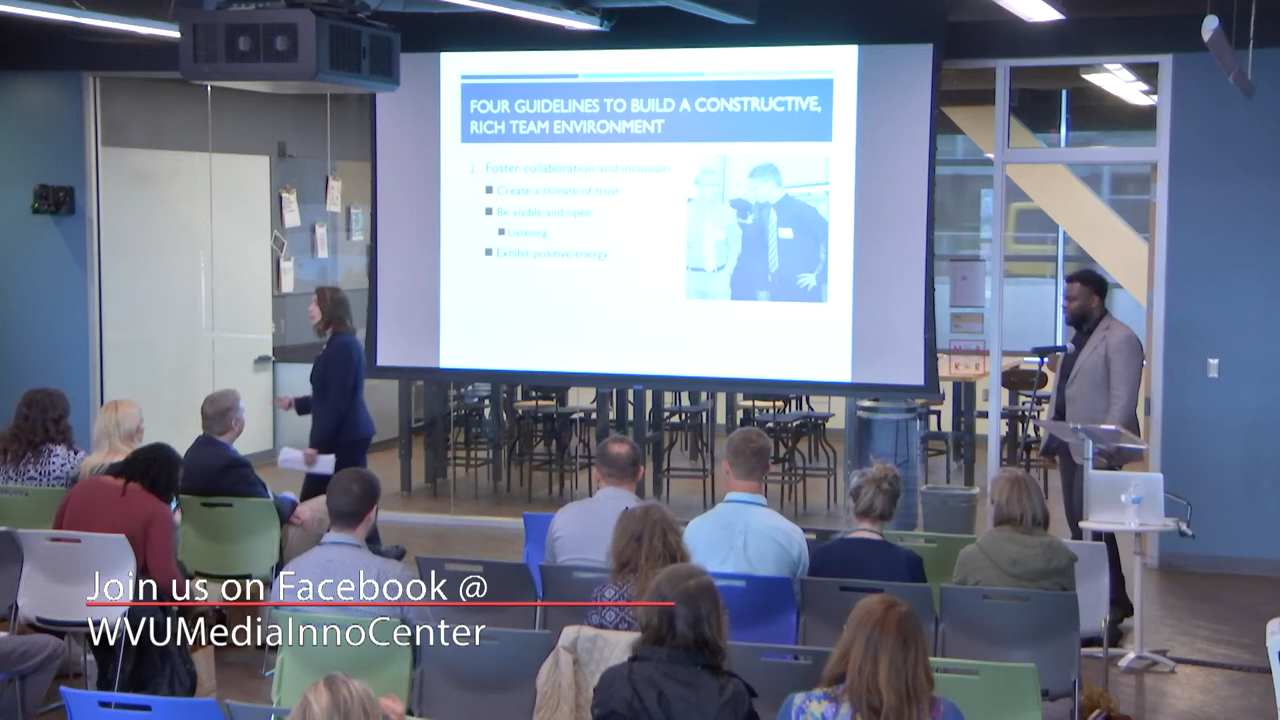 FOUR GUIDELINES TO BUILD A CONSTRUCTIVE,
RICH TEAM ENVIRONMENT
Foster collaboration and inclusion
Create a climate of trust
Be visible and open
Listening
Exhibit positive energy
Join us on Facebook @
WVUMediaInnoCenter